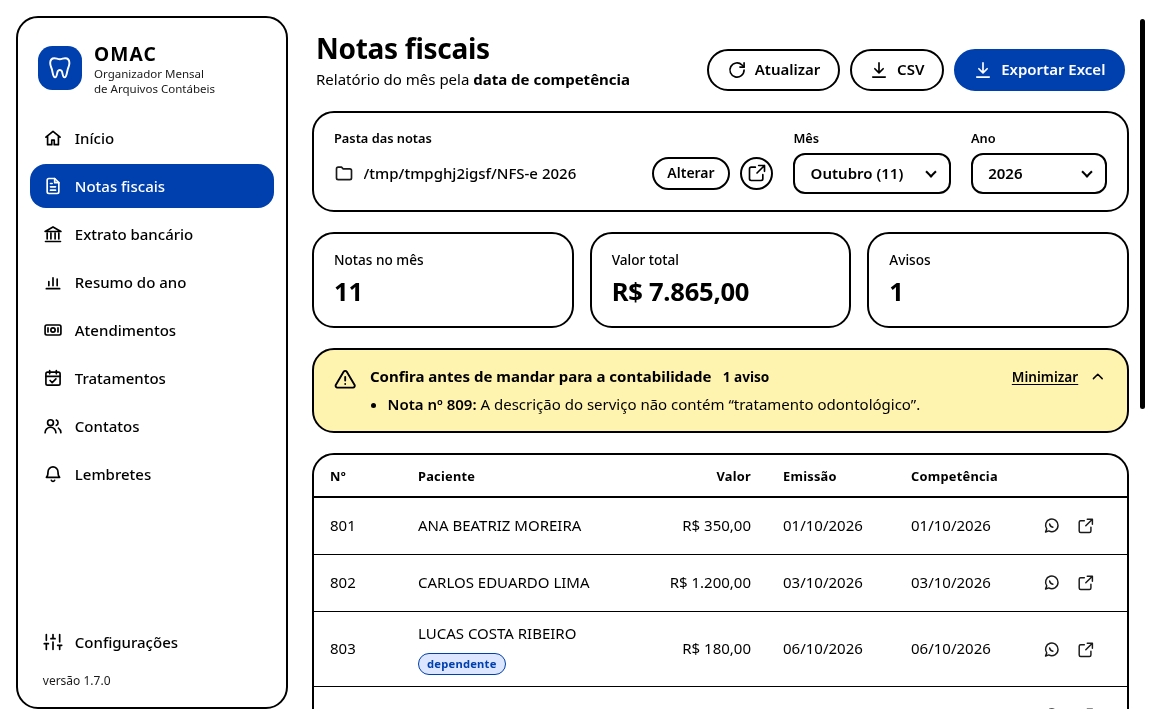 OMAC
Organizador Mensal
de Arquivos Contábeis
Início
Notas fiscais
Extrato bancário
Resumo do ano
Atendimentos
Tratamentos
Contatos
Lembretes
Configurações
versão 1.7.0
Notas fiscais
Relatório do mês pela data de competência
Atualizar
CSV
Exportar Excel
Pasta das notas
/tmp/tmpghj2igsf/NFS-e 2026
Alterar
Mês
Outubro (11)
Ano
2026
Notas no mês
11
Valor total
R$ 7.865,00
Avisos
1
Confira antes de mandar para a contabilidade 1 aviso
Minimizar
• Nota nº 809: A descrição do serviço não contém “tratamento odontológico”.
Nº Paciente Valor Emissão Competência
801 ANA BEATRIZ MOREIRA R$ 350,00 01/10/2026 01/10/2026
802 CARLOS EDUARDO LIMA R$ 1.200,00 03/10/2026 03/10/2026
803 LUCAS COSTA RIBEIRO R$ 180,00 06/10/2026 06/10/2026
dependente